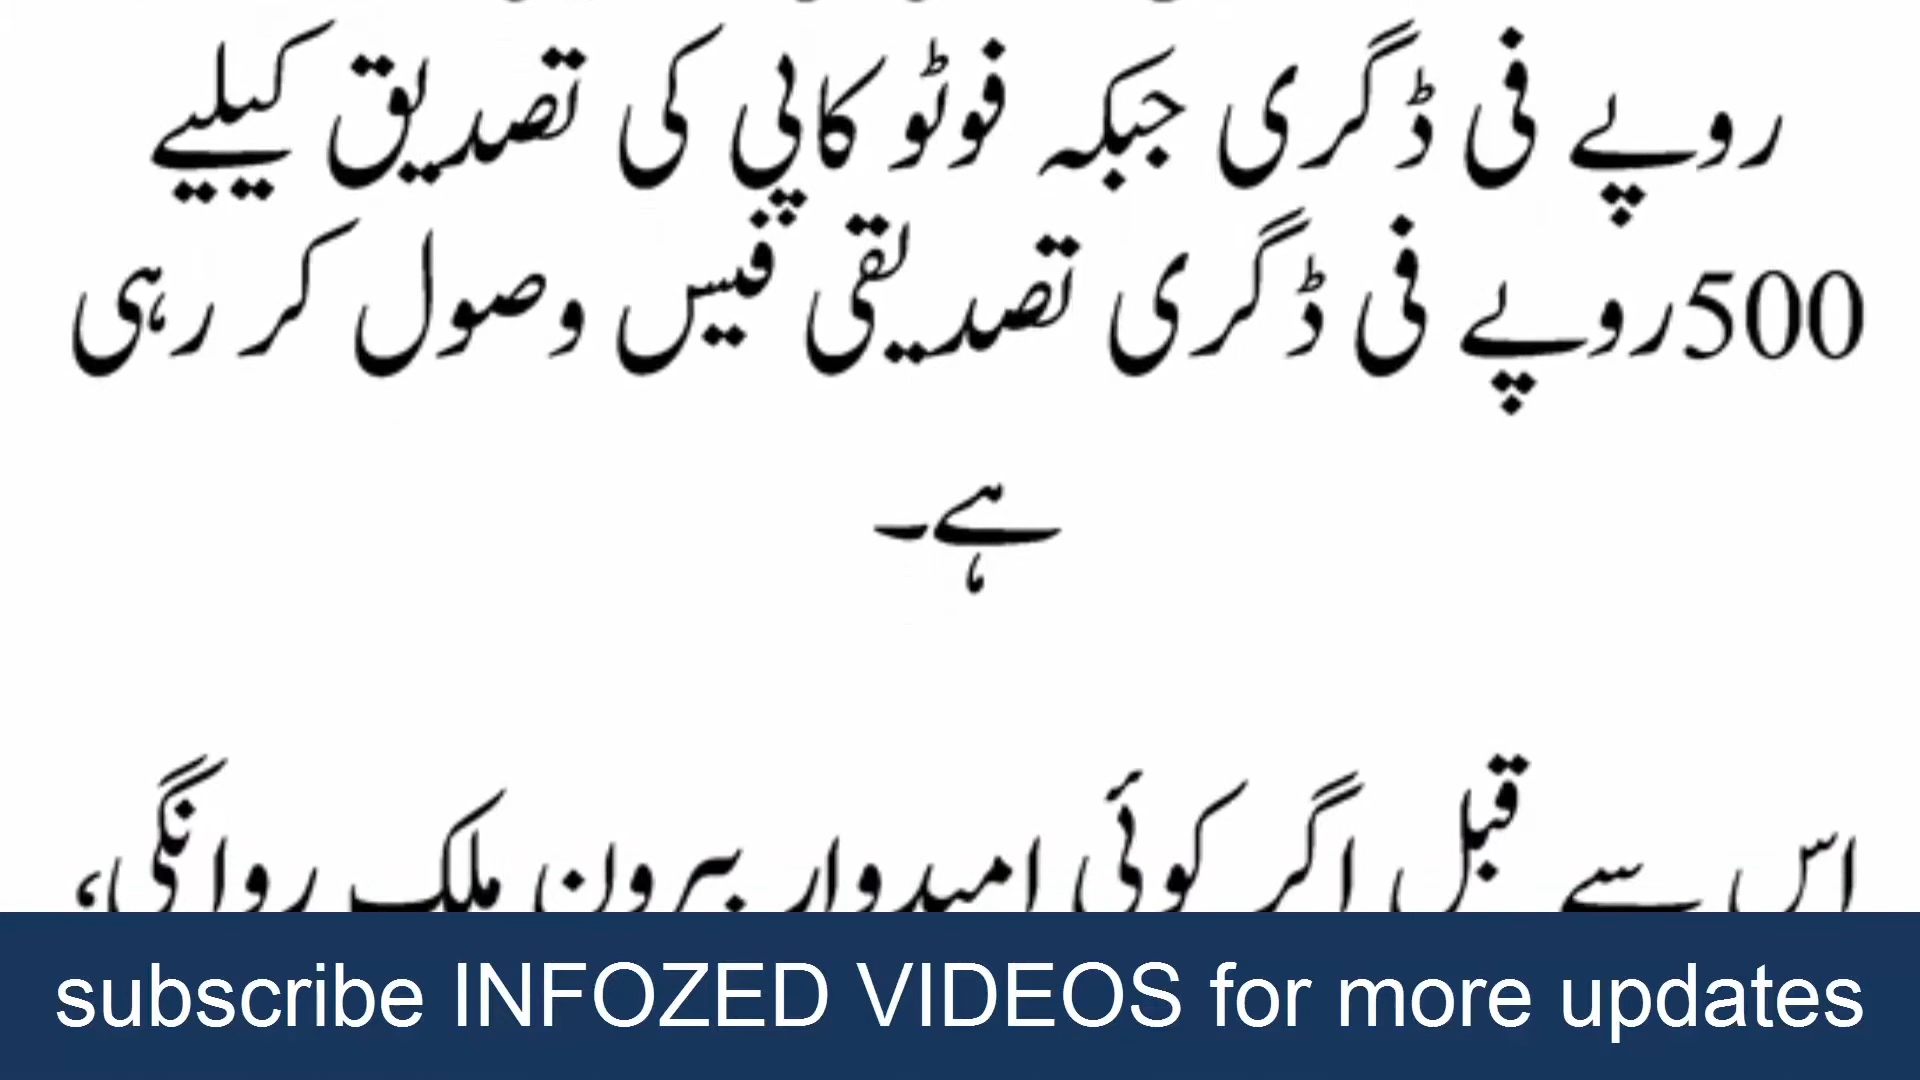 روپے فی ڈگری جبکہ فوٹو کاپی کی تصدیق کیلیے
500روپے فی ڈگری تصدیقی فیس وصول کر رہی
ہے۔
اس سے قبل اگر کوئی امیدوار بیرون ملک روانگی،
subscribe INFOZED VIDEOS for more updates